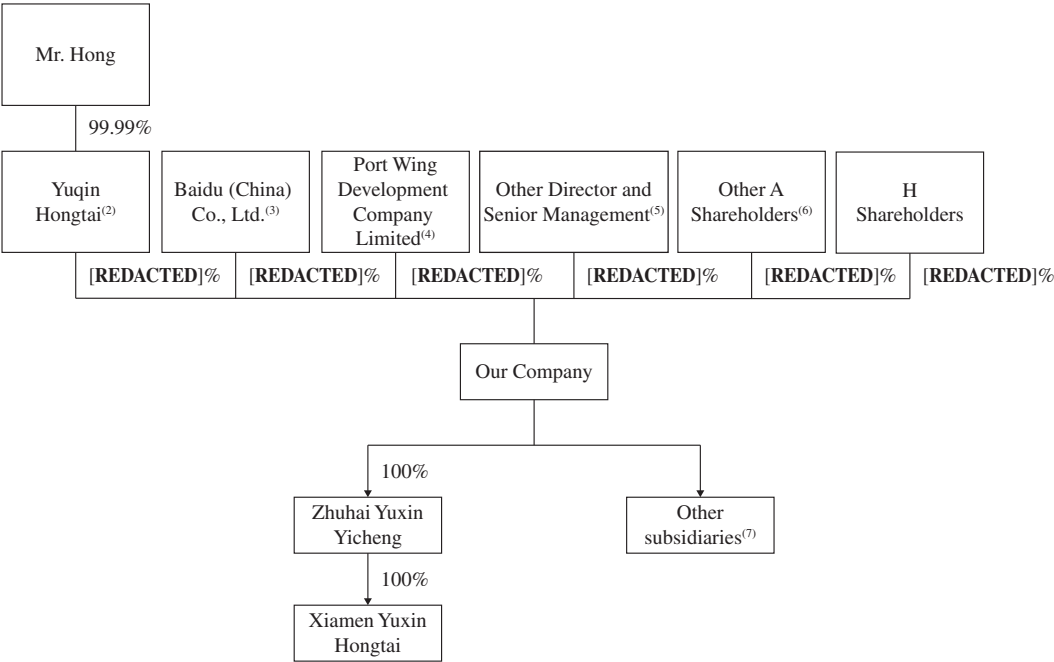 Mr. Hong
99.99%
Yuqin
Hongtai(2)
Baidu (China)
Co., Ltd.(3)
Port Wing
Development
Company
Limited(4)
Other Director and
Senior Management(5)
Other A
Shareholders(6)
H
Shareholders
[REDACTED]%
[REDACTED]%
[REDACTED]%
[REDACTED]%
[REDACTED]%
[REDACTED]%
Our Company
100%
Zhuhai Yuxin
Yicheng
Other
subsidiaries(7)
100%
Xiamen Yuxin
Hongtai